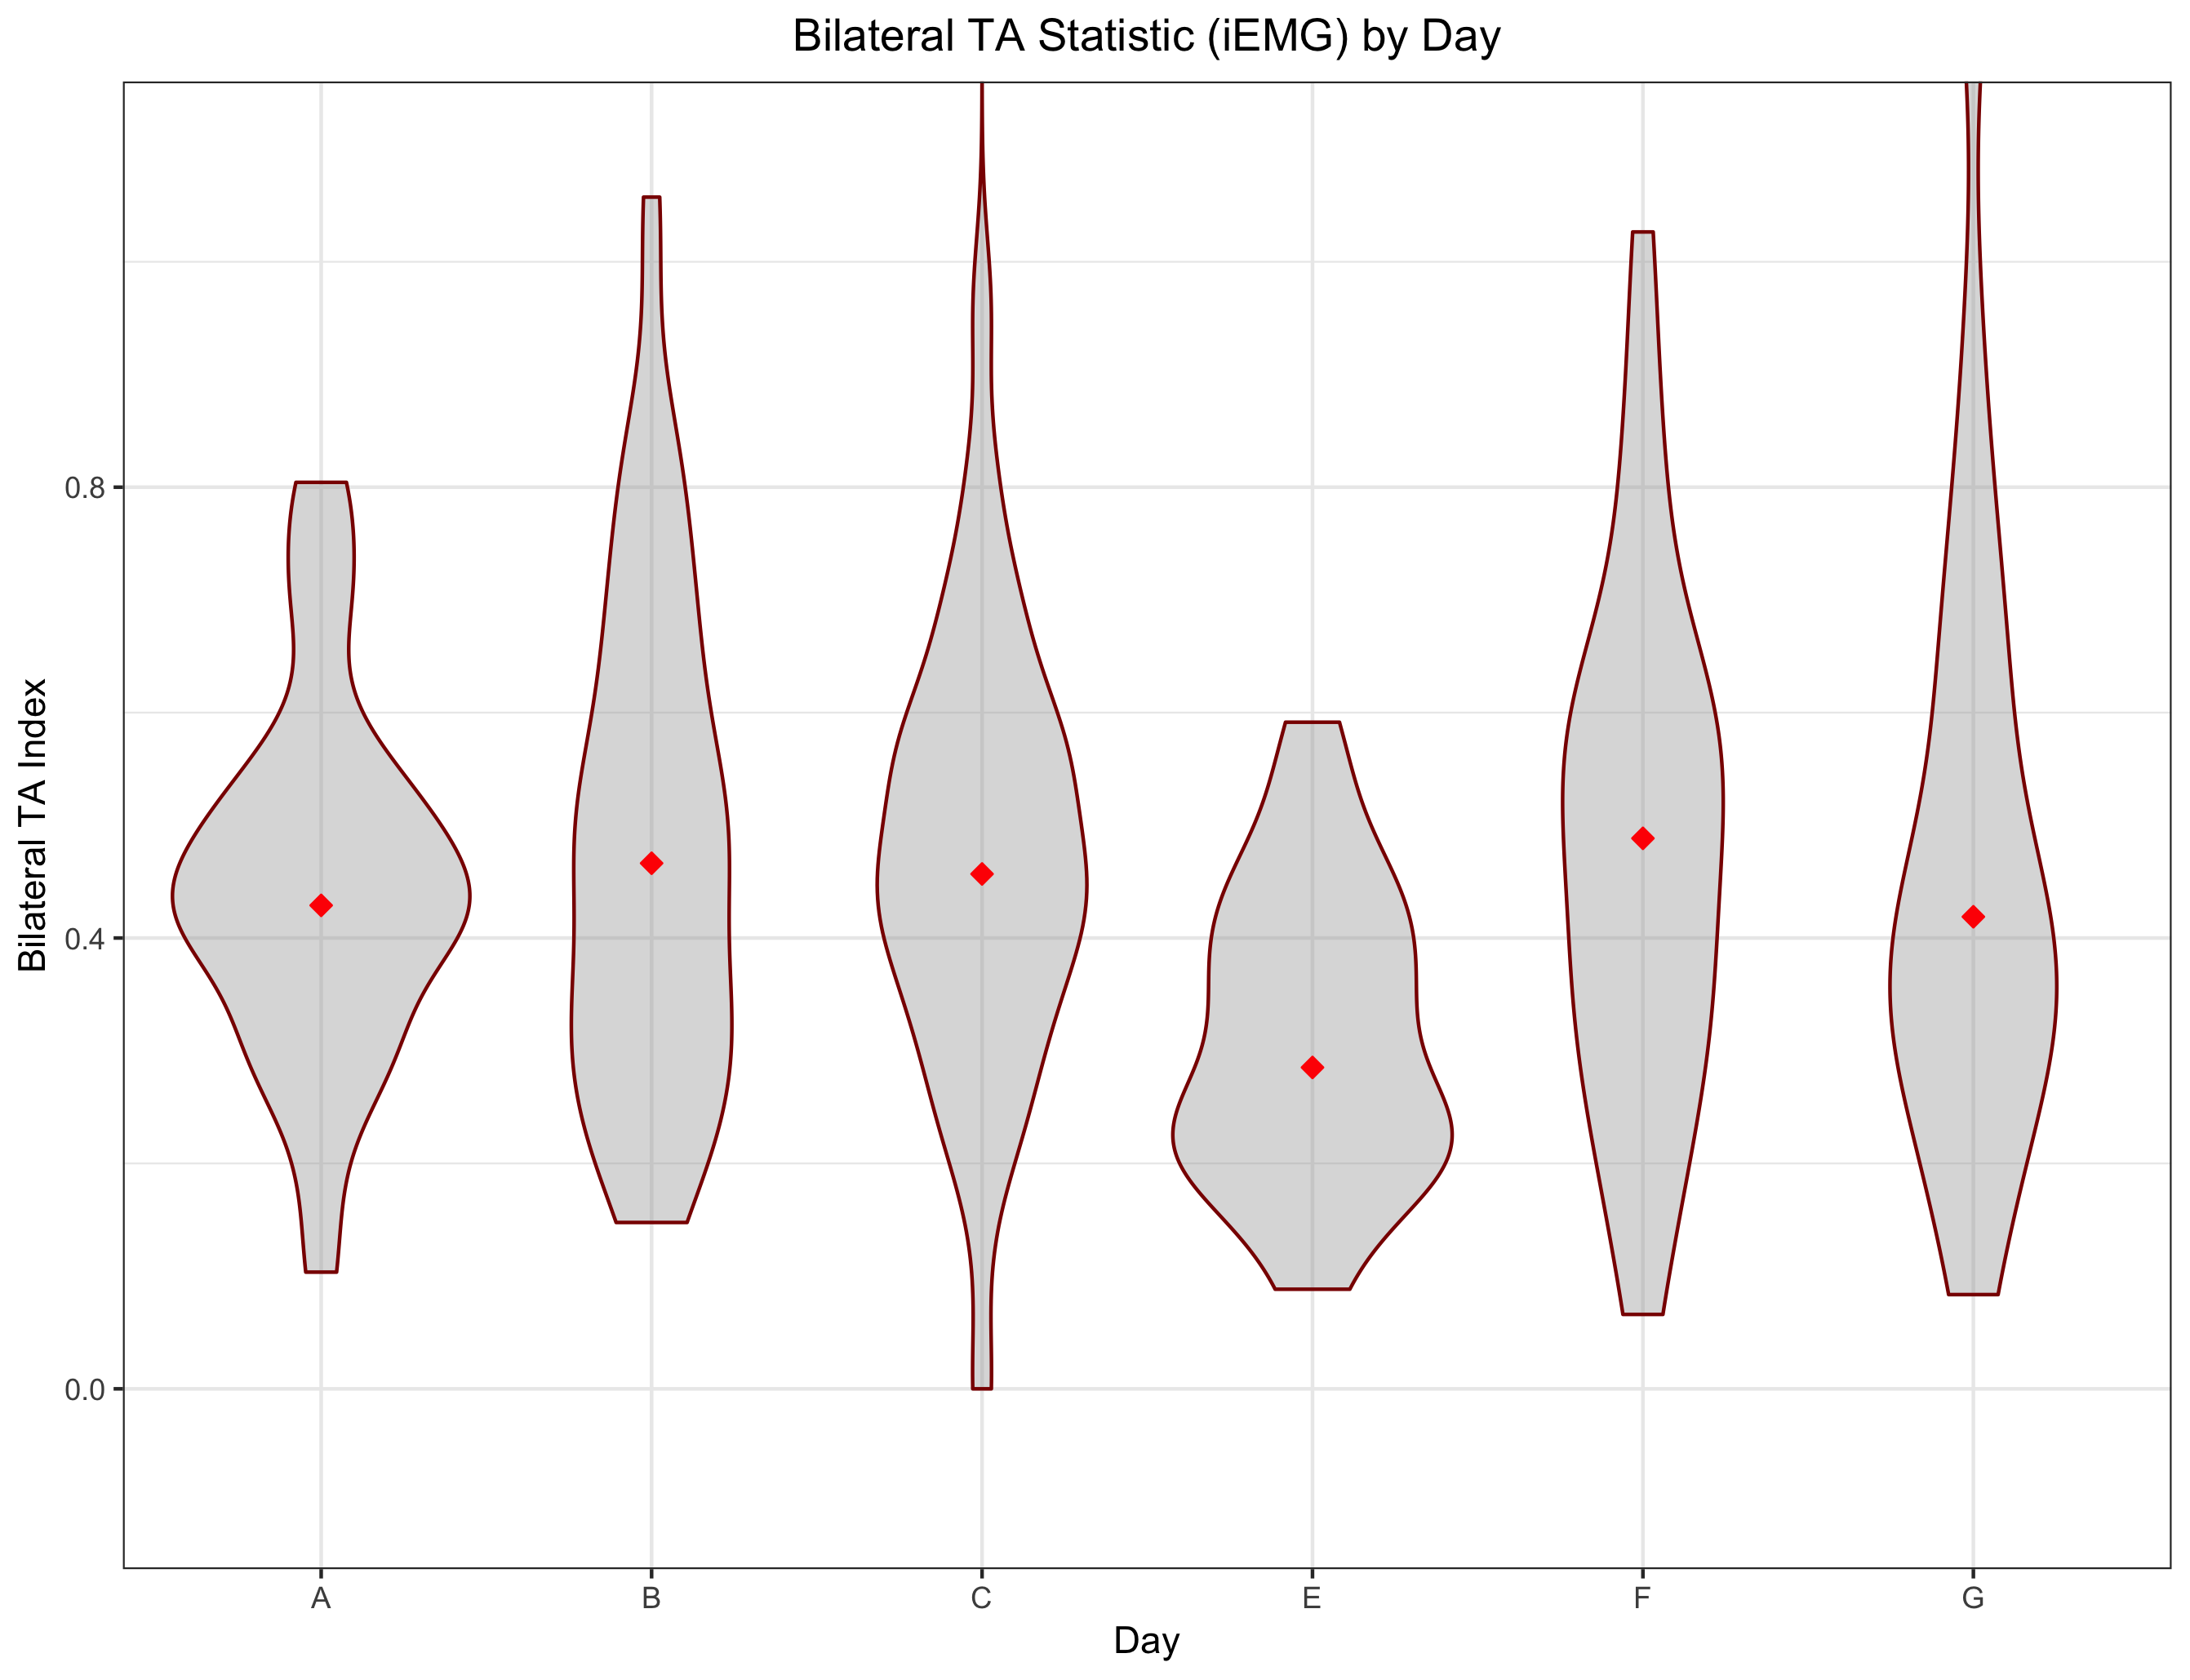 Bilateral TA Statistic (iEMG) by Day
Bilateral TA Index
0.8
0.4
0.0
A B C E F G
Day